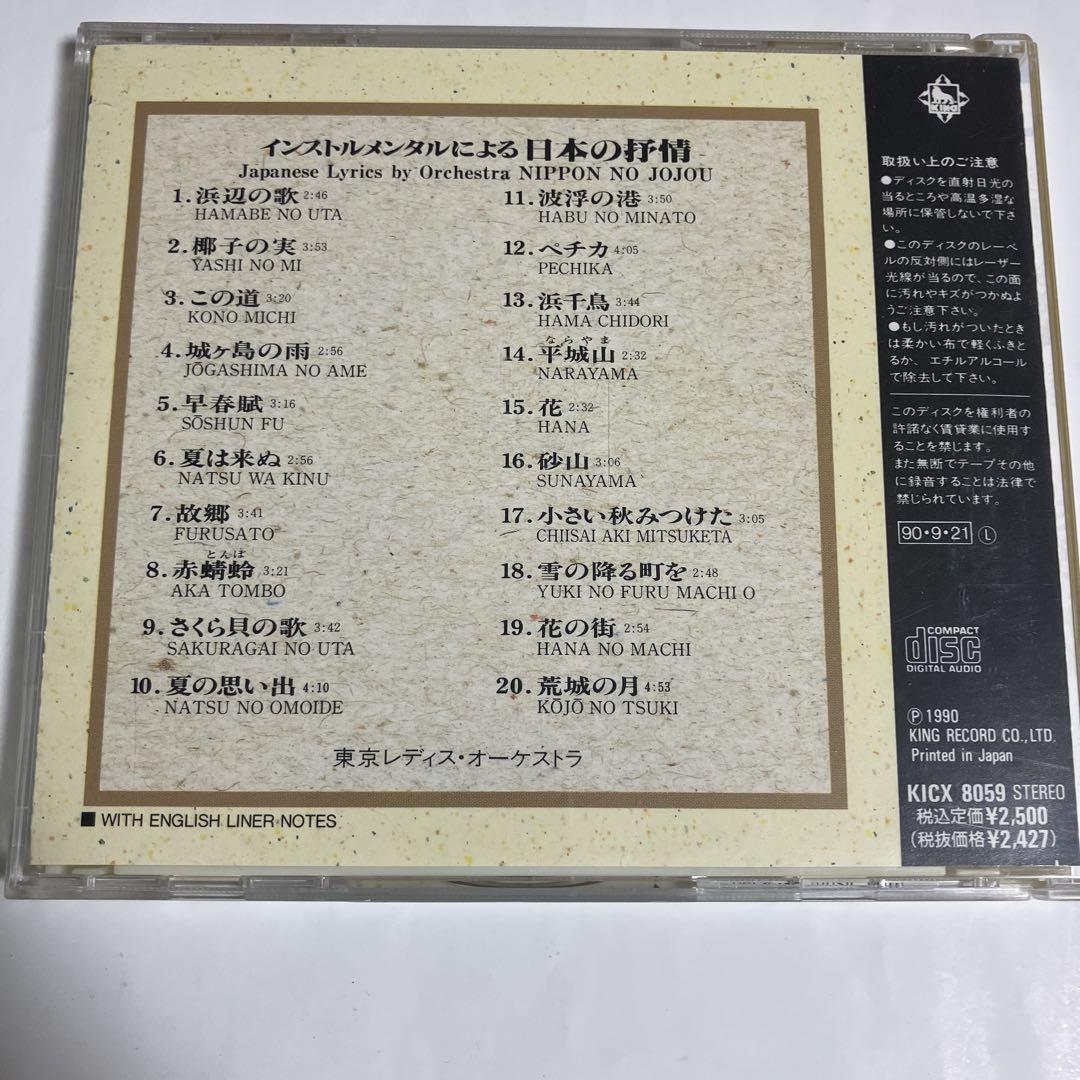 インストルメンタルによる日本の抒情
Japanese Lyrics by Orchestra NIPPON NO JOJOU
1.浜辺の歌 2:46
HAMABE NO UTA
2.椰子の実 3:53
YASHI NO MI
3.この道 3:20
KONO MICHI
4.城ヶ島の雨 2:56
JŌGASHIMA NO AME
5.早春賦 3:16
SŌSHUN FU
6.夏は来ぬ 2:56
NATSU WA KINU
7.故郷 3:41
FURUSATO
とんぼ
8.赤蜻蛉 3:21
AKA TOMBO
9.さくら貝の歌 3:42
SAKURAGAI NO UTA
10.夏の思い出 4:10
NATSU NO OMOIDE
11.波浮の港 3:50
HABU NO MINATO
12.ペチカ 4:05
PECHIKA
13.浜千鳥 3:44
HAMA CHIDORI
ならやま
14.平城山 2:32
NARAYAMA
15.花 2:32
HANA
16.砂山 3:06
SUNAYAMA
17.小さい秋みつけた 3:05
CHIISAI AKI MITSUKETA
18.雪の降る町を 2:48
YUKI NO FURU MACHI O
19.花の街 2:54
HANA NO MACHI
20.荒城の月 4:53
KŌJŌ NO TSUKI
東京レディス・オーケストラ
■ WITH ENGLISH LINER NOTES
KING
取扱い上のご注意
●ディスクを直射日光の
当るところや高温多湿な
場所に保管しないで下さ
い。
●このディスクのレーベ
ルの反対側にはレーザー
光線が当るので、この面
に汚れやキズがつかぬよ
うご注意下さい。
●もし汚れがついたとき
は柔かい布で軽くふきと
るか、エチルアルコール
で除去して下さい。
このディスクを権利者の
許諾なく賃貸業に使用す
ることを禁じます。
また無断でテープその他
に録音することは法律で
禁じられています。
90・9・21 Ⓛ
COMPACT
disc
DIGITAL AUDIO
Ⓟ 1990
KING RECORD CO., LTD.
Printed in Japan
KICX 8059 STEREO
税込定価¥2,500
(税抜価格¥2,427)